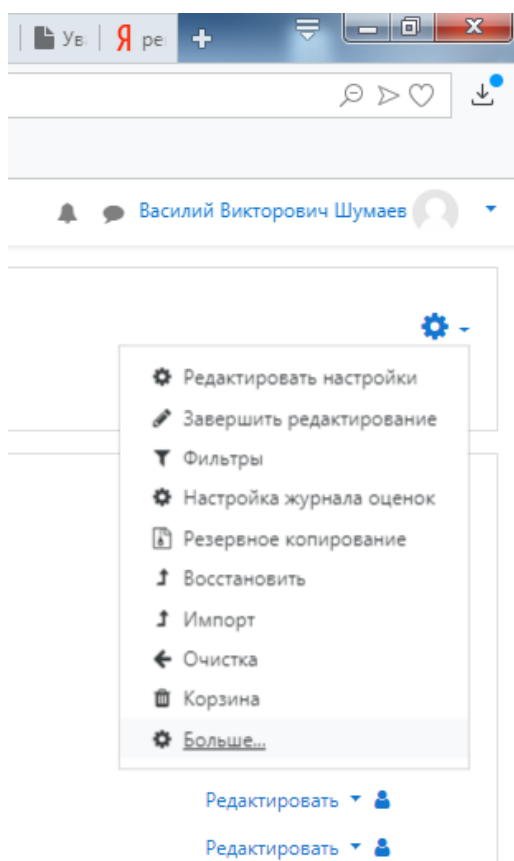 Ув
Я ре
Василий Викторович Шумаев
Редактировать настройки
Завершить редактирование
Фильтры
Настройка журнала оценок
Резервное копирование
Восстановить
Импорт
Очистка
Корзина
Больше...
Редактировать
Редактировать